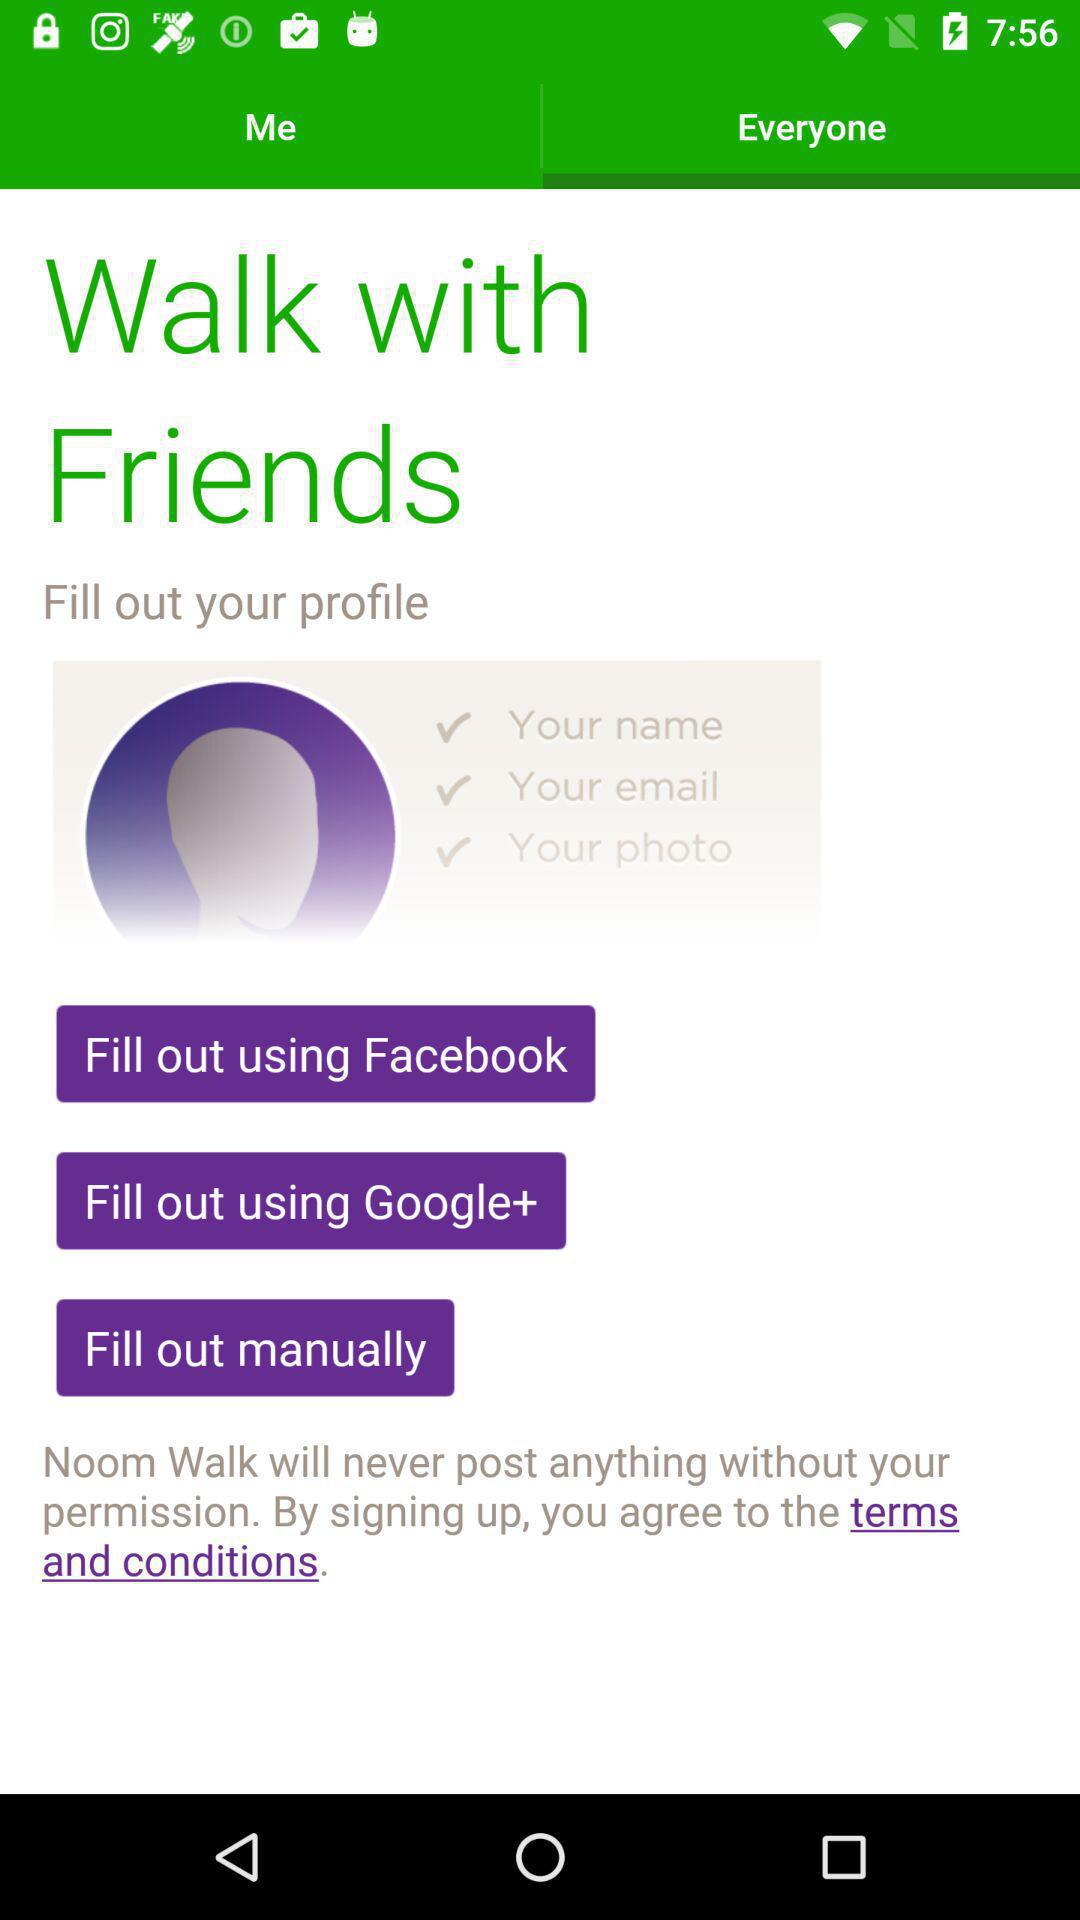 FAKE
7:56
Me
Everyone
Walk with
Friends
Fill out your profile
Your name
Your email
Your photo
Fill out using Facebook
Fill out using Google+
Fill out manually
Noom Walk will never post anything without your
permission. By signing up, you agree to the terms
and conditions.